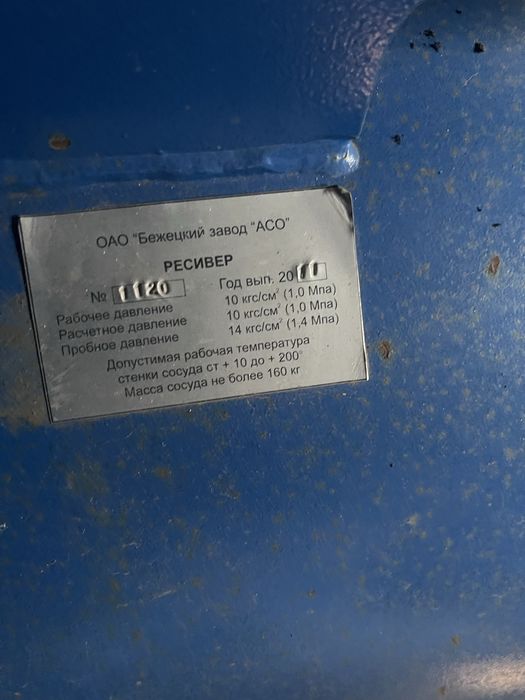 ОАО "Бежецкий завод "АСО"
РЕСИВЕР
№ 1120 Год вып. 2011
Рабочее давление 10 кгс/см² (1,0 Мпа)
Расчетное давление 10 кгс/см² (1,0 Мпа)
Пробное давление 14 кгс/см² (1,4 Мпа)
Допустимая рабочая температура
стенки сосуда ст + 10 до + 200°
Масса сосуда не более 160 кг